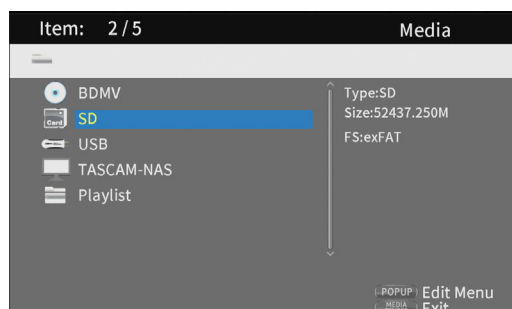 Item: 2/5 Media
BDMV
Card SD
USB
TASCAM-NAS
Playlist
Type:SD
Size:52437.250M
FS:exFAT
POPUP Edit Menu
MEDIA Exit